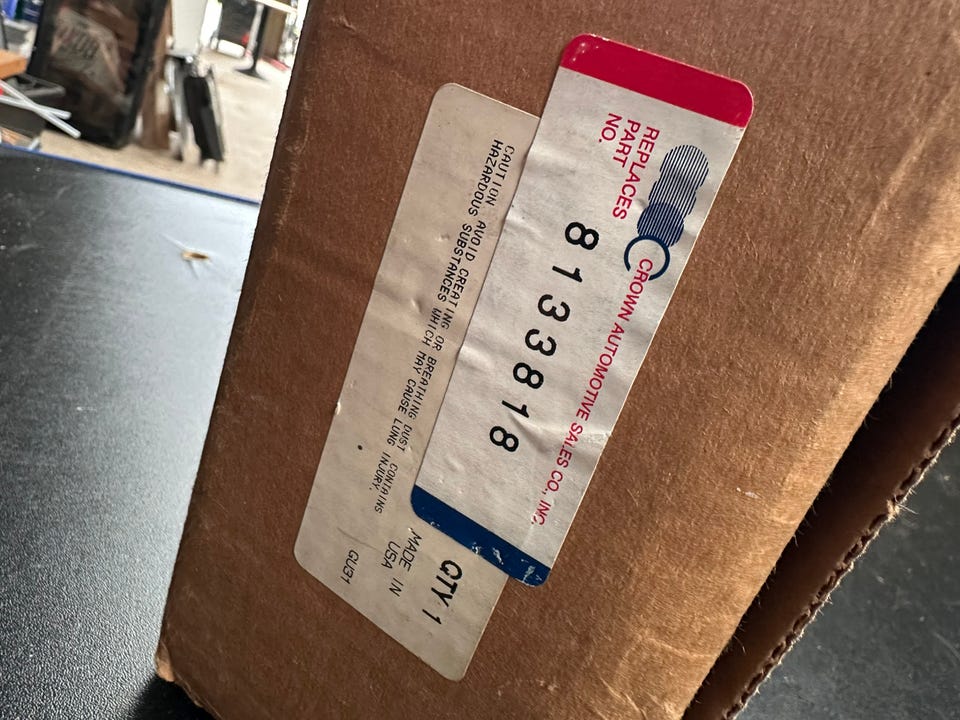 REPLACES
PART
NO.
CROWN AUTOMOTIVE SALES CO., INC.
8133818
CAUTION AVOID CREATING OR BREATHING DUST CONTAINS
HAZARDOUS SUBSTANCES WHICH MAY CAUSE LUNG INJURY.
QTY 1
MADE IN
USA
GU31